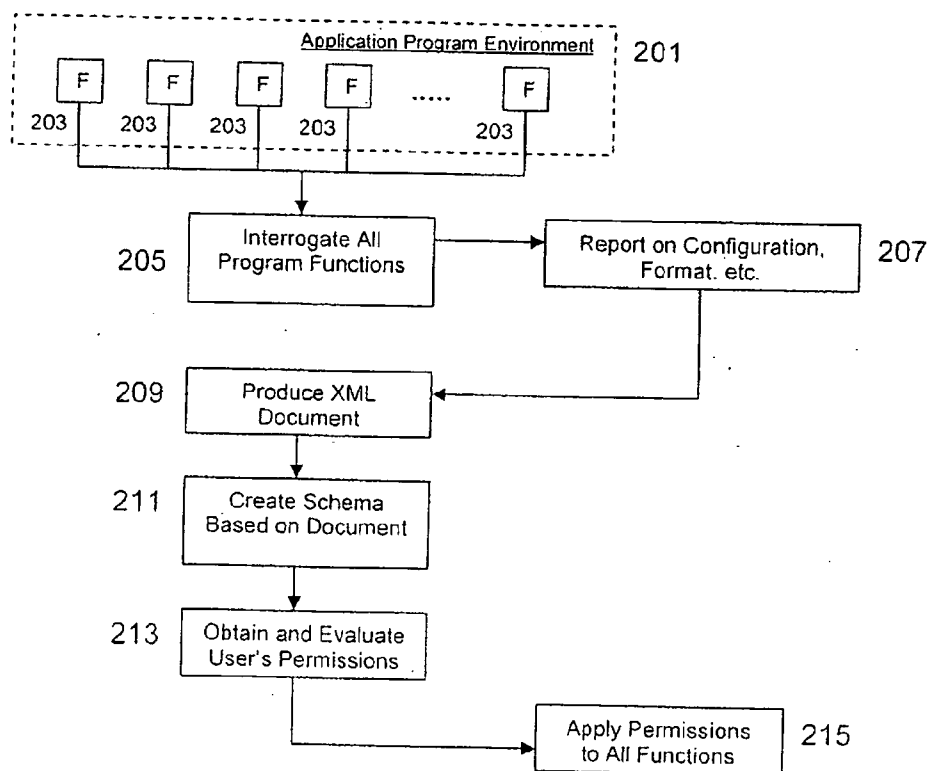 Application Program Environment
201
F F F F ..... F
203 203 203 203 203
205
Interrogate All
Program Functions
Report on Configuration,
Format. etc.
207
209
Produce XML
Document
211
Create Schema
Based on Document
213
Obtain and Evaluate
User's Permissions
Apply Permissions
to All Functions
215